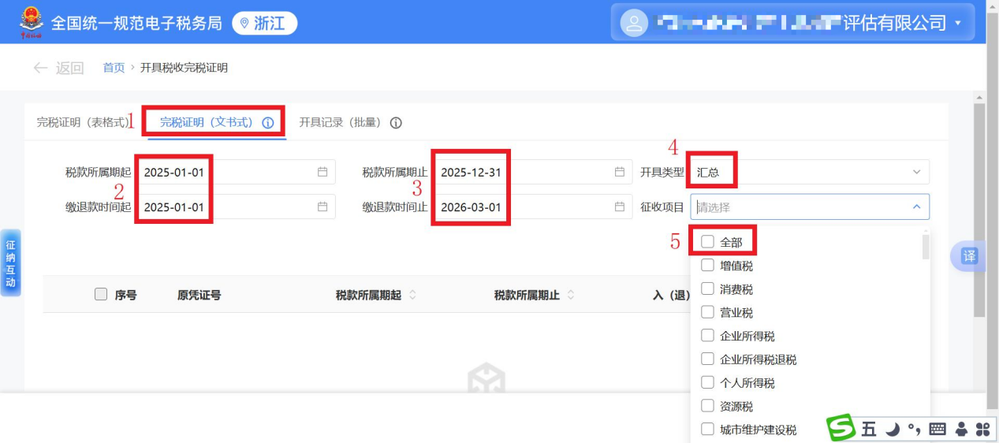 全国统一规范电子税务局 浙江 评估有限公司
返回 首页 › 开具税收完税证明
完税证明（表格式） 1 完税证明（文书式） 开具记录（批量）
4
税款所属期起 2025-01-01 税款所属期止 2025-12-31 开具类型 汇总
2 3
缴退款时间起 2025-01-01 缴退款时间止 2026-03-01 征收项目 请选择
5 全部
征纳互动
译
增值税
消费税
序号 原凭证号 税款所属期起 税款所属期止 入（退）
营业税
企业所得税
企业所得税退税
个人所得税
资源税
城市维护建设税
S 五